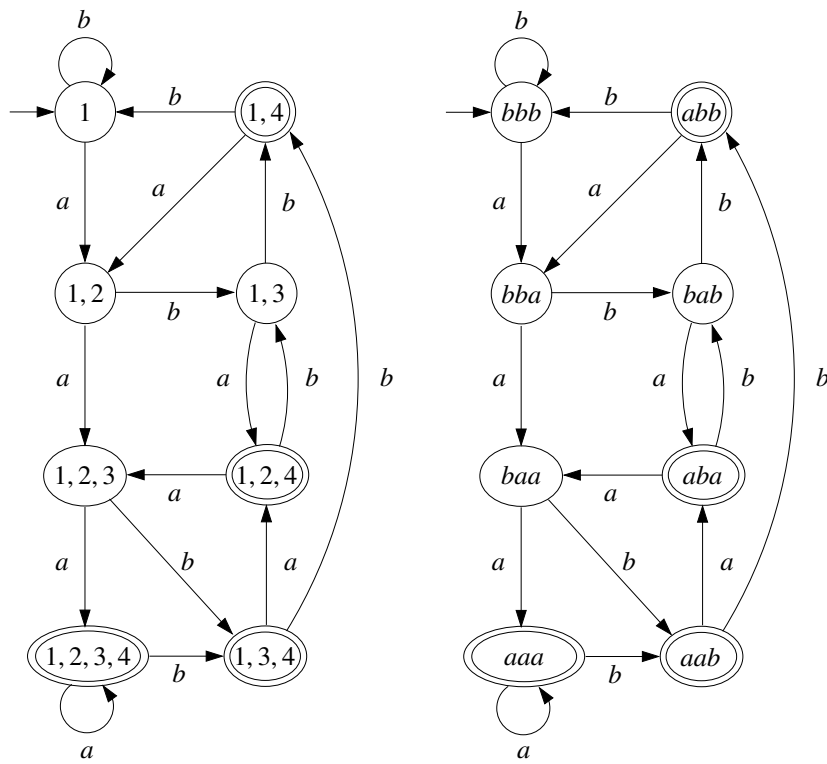 b b
1 1, 4 b bbb abb b
a a b a a b
1, 2 1, 3 b bba bab b
a a b b a a b b
1, 2, 3 1, 2, 4 a baa aba a
a b a a b a
1, 2, 3, 4 1, 3, 4 b aaa aab b
a a